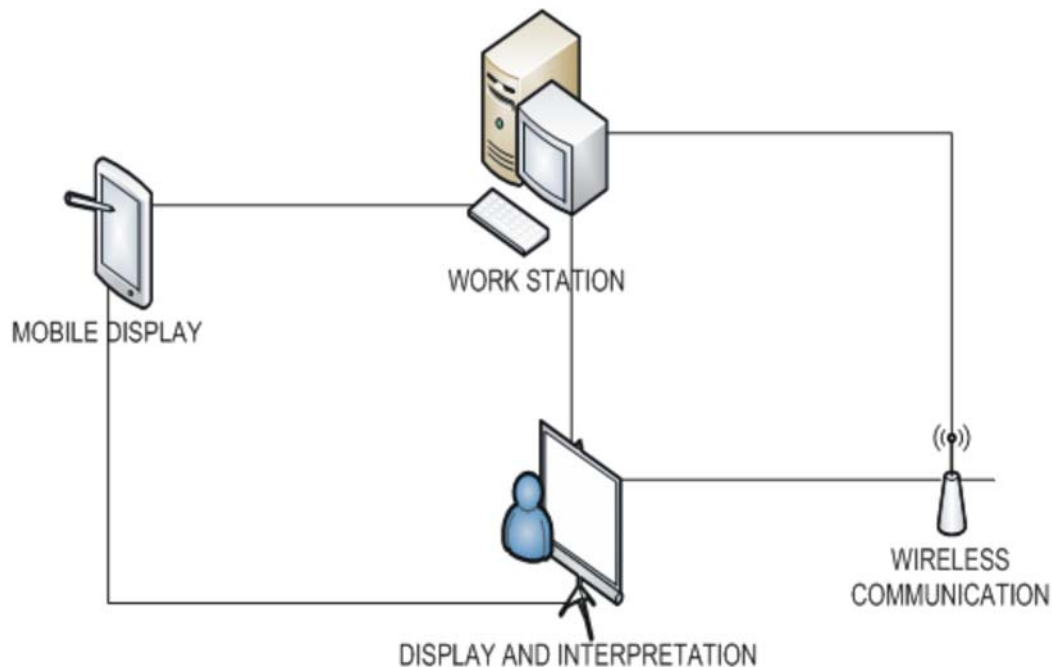 WORK STATION
MOBILE DISPLAY
WIRELESS
COMMUNICATION
DISPLAY AND INTERPRETATION